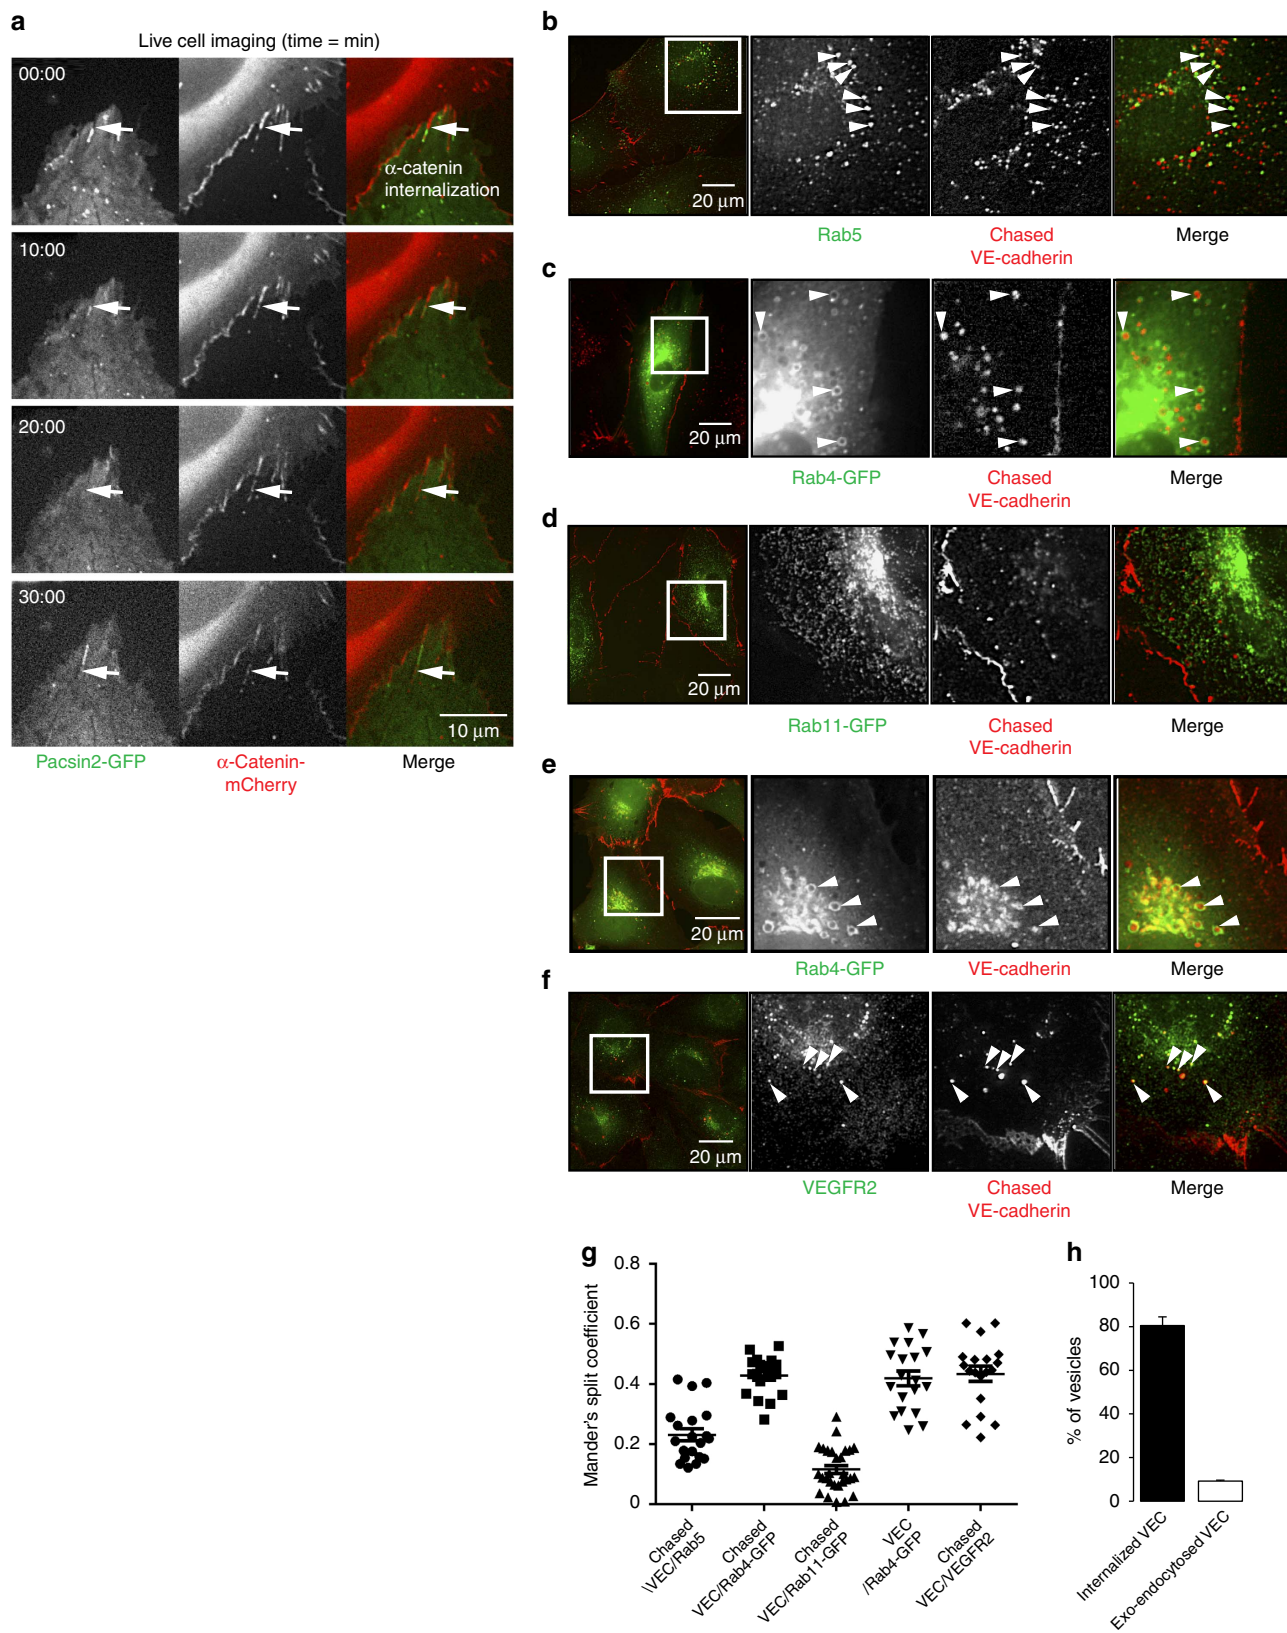 a
Live cell imaging (time = min)
00:00
α-catenin
internalization
10:00
20:00
30:00
10 μm
Pacsin2-GFP
α-Catenin-
mCherry
Merge
b
20 μm
Rab5
Chased
VE-cadherin
Merge
c
20 μm
Rab4-GFP
Chased
VE-cadherin
Merge
d
20 μm
Rab11-GFP
Chased
VE-cadherin
Merge
e
20 μm
Rab4-GFP
VE-cadherin
Merge
f
20 μm
VEGFR2
Chased
VE-cadherin
Merge
g
Mander's split coefficient
0.8
0.6
0.4
0.2
0
Chased
\VEC/Rab5
Chased
VEC/Rab4-GFP
Chased
VEC/Rab11-GFP
VEC
/Rab4-GFP
Chased
VEC/VEGFR2
h
% of vesicles
100
80
60
40
20
0
Internalized VEC
Exo-endocytosed VEC